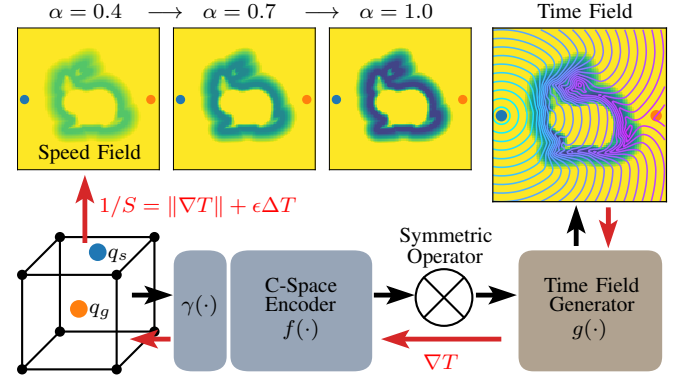 α = 0.4 → α = 0.7 → α = 1.0
Time Field
Speed Field
1/S = ‖∇T‖ + ϵΔT
q_s
q_g
γ(·)
C-Space
Encoder
f(·)
Symmetric
Operator
Time Field
Generator
g(·)
∇T